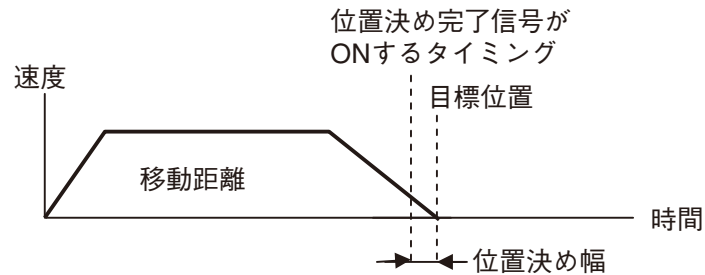 位置決め完了信号が
ONするタイミング
速度
目標位置
移動距離
時間
位置決め幅